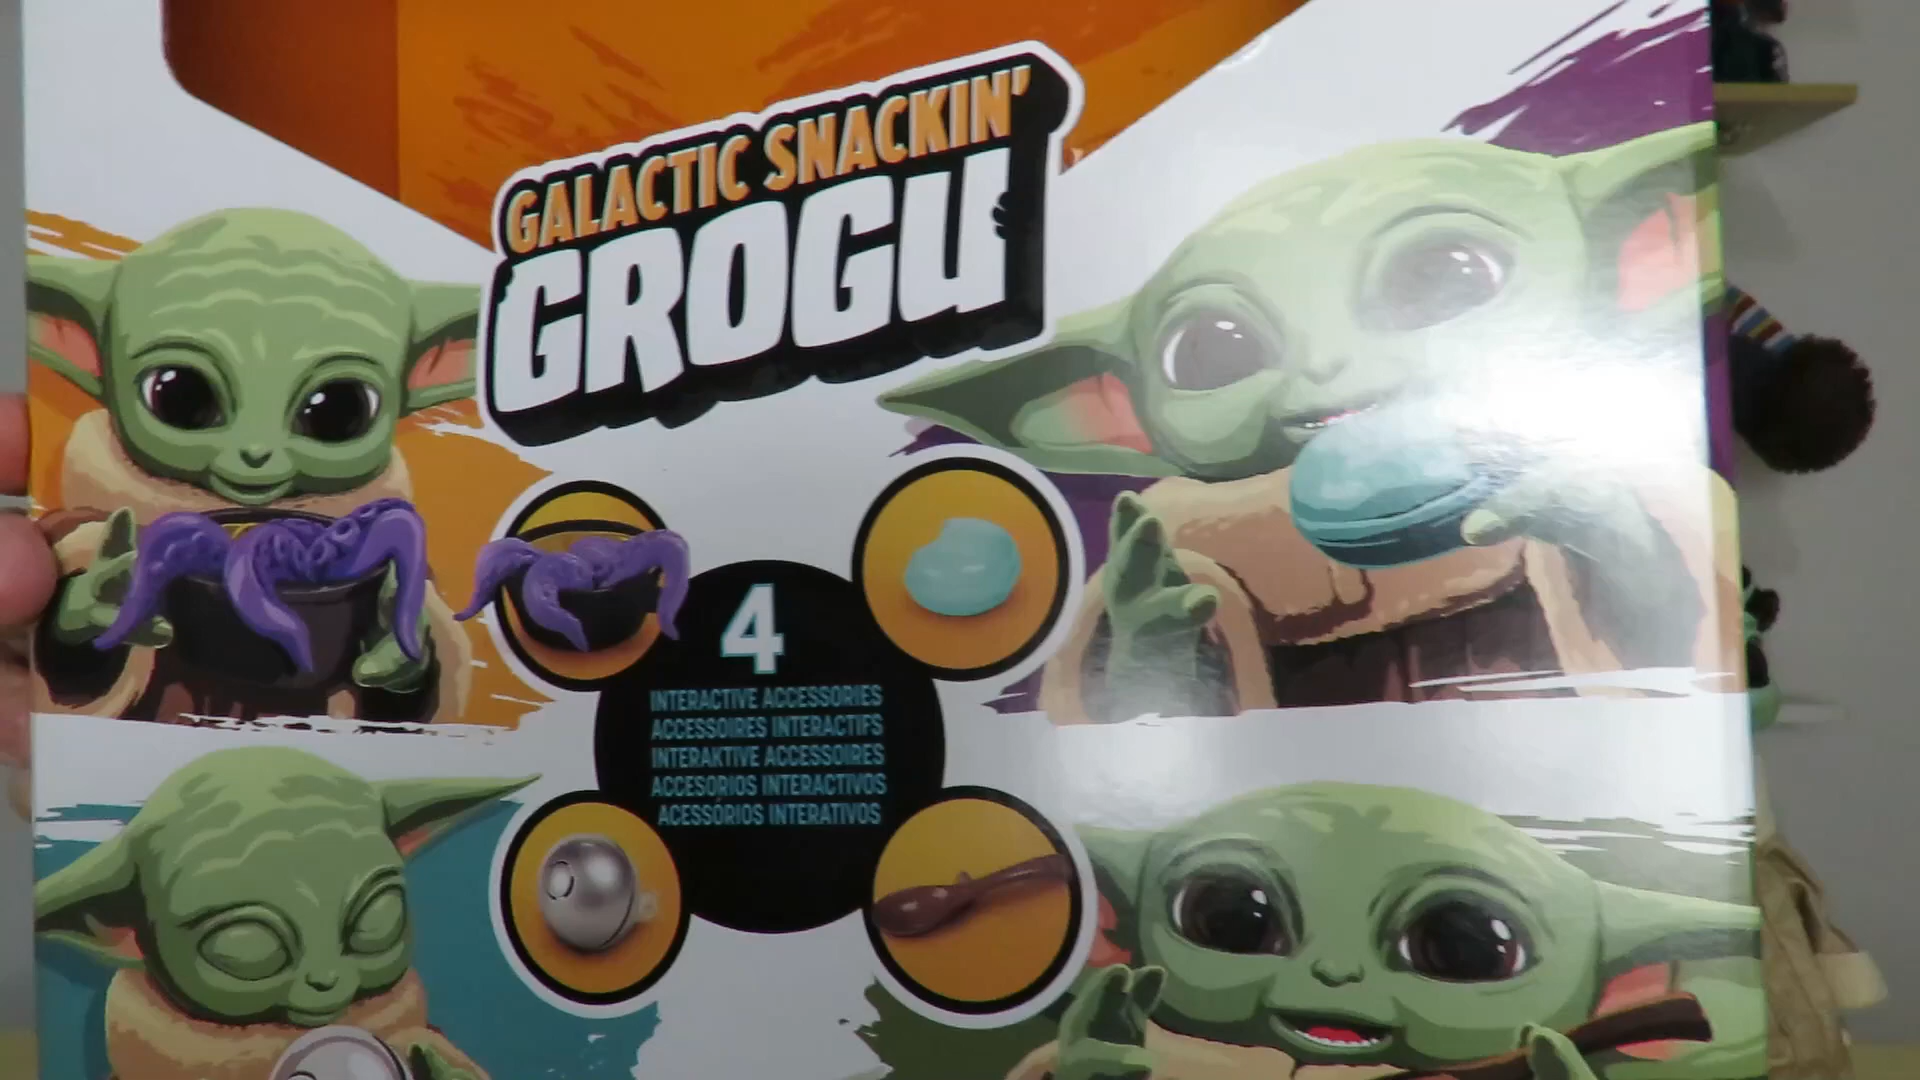 GALACTIC SNACKIN'
GROGU
4
INTERACTIVE ACCESSORIES
ACCESSOIRES INTERACTIFS
INTERAKTIVE ACCESSOIRES
ACCESORIOS INTERACTIVOS
ACESSÓRIOS INTERATIVOS